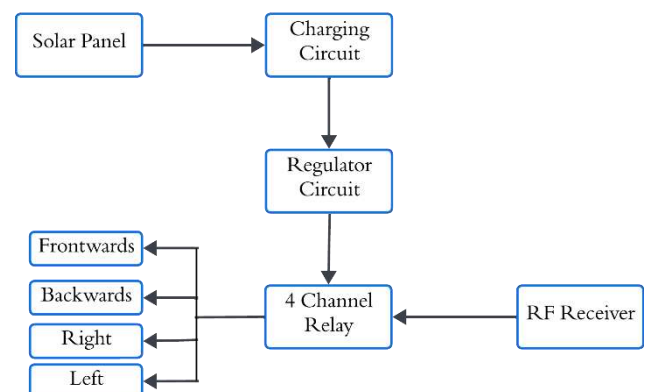 Solar Panel
Charging
Circuit
Regulator
Circuit
Frontwards
Backwards
Right
Left
4 Channel
Relay
RF Receiver